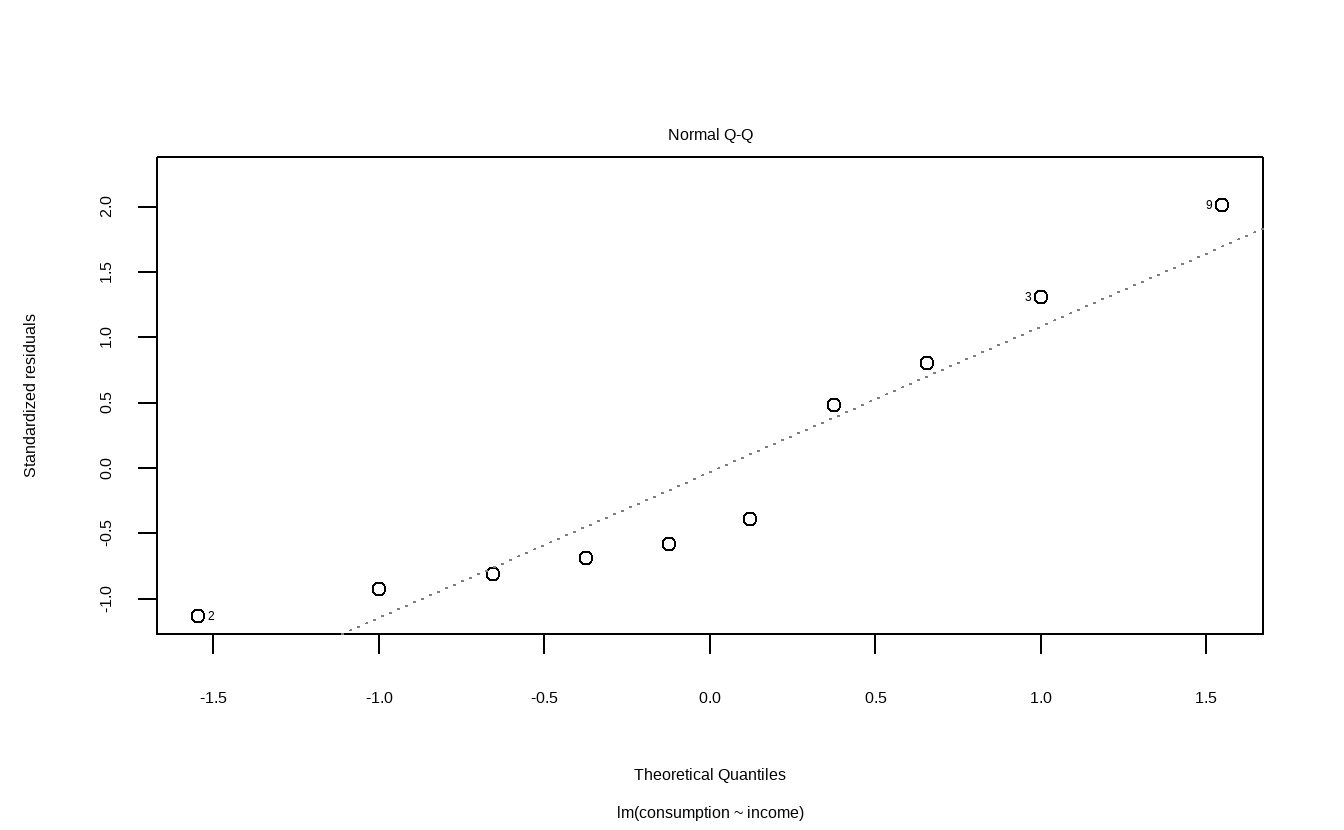 Normal Q-Q
2.0
1.5
1.0
0.5
0.0
-0.5
-1.0
Standardized residuals
9
3
2
-1.5 -1.0 -0.5 0.0 0.5 1.0 1.5
Theoretical Quantiles
lm(consumption ~ income)